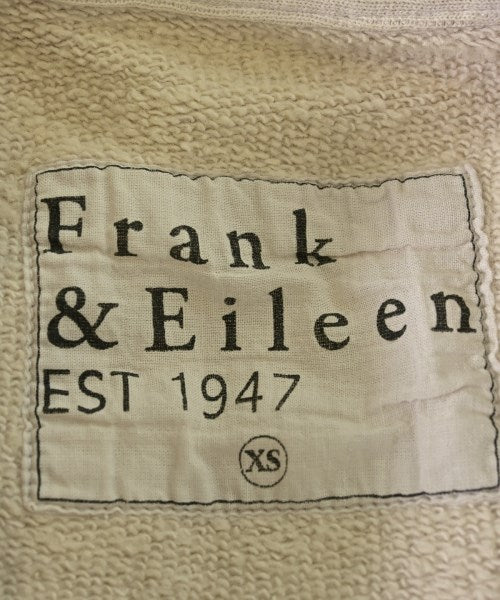 Frank
& Eileen
EST 1947
XS